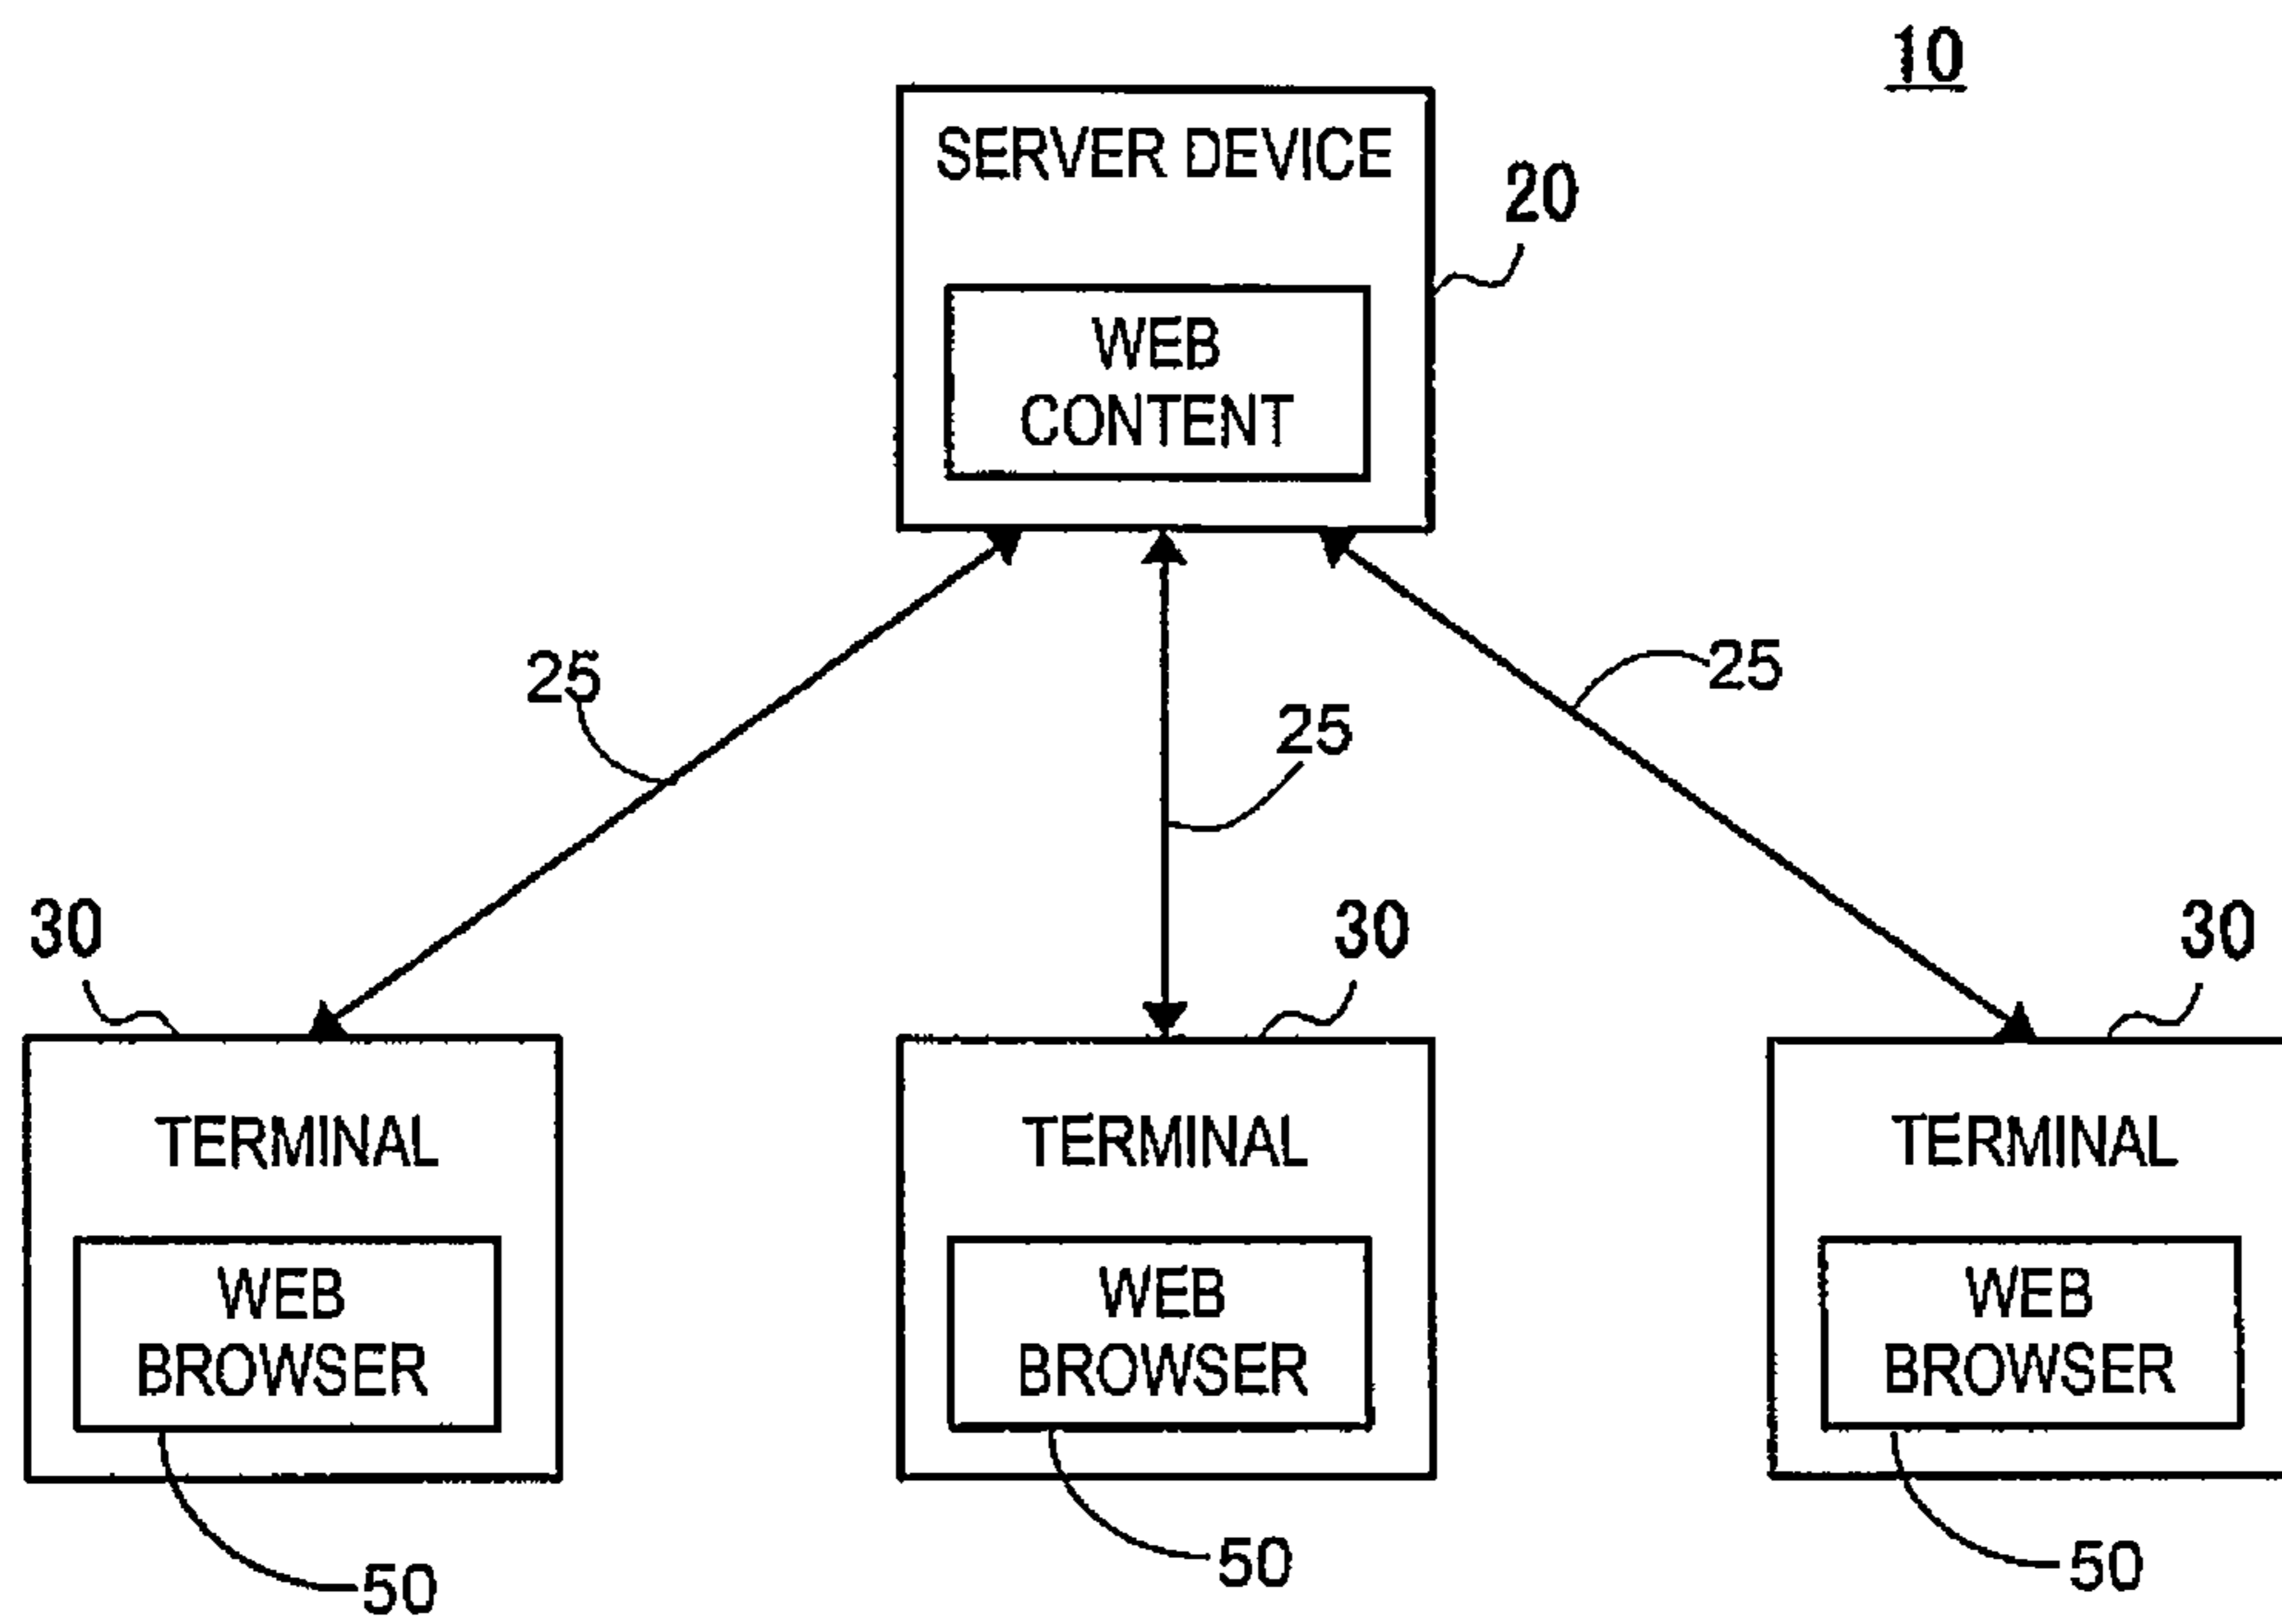 10
SERVER DEVICE
20
WEB
CONTENT
25
25
25
30
30
30
TERMINAL
TERMINAL
TERMINAL
WEB
BROWSER
WEB
BROWSER
WEB
BROWSER
50
50
50